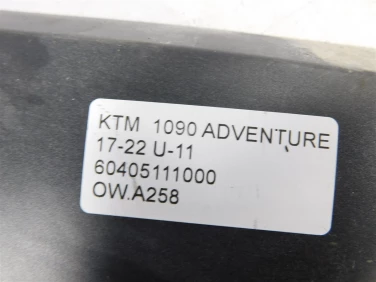 KTM 1090 ADVENTURE
17-22 U-11
60405111000
OW.A258